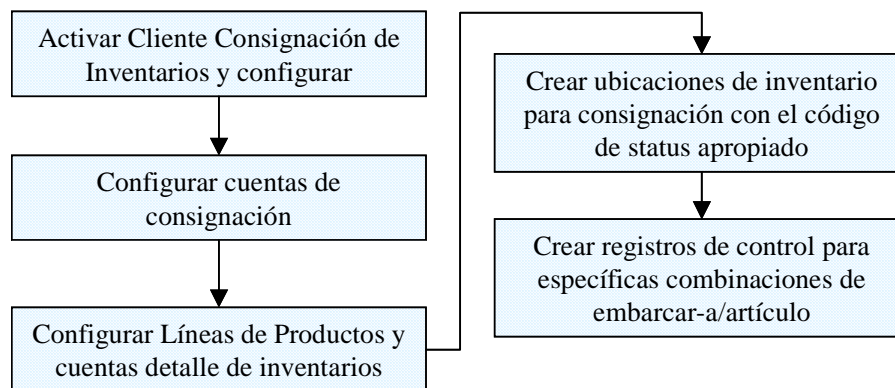 Activar Cliente Consignación de
Inventarios y configurar
Configurar cuentas de
consignación
Configurar Líneas de Productos y
cuentas detalle de inventarios
Crear ubicaciones de inventario
para consignación con el código
de status apropiado
Crear registros de control para
específicas combinaciones de
embarcar-a/artículo